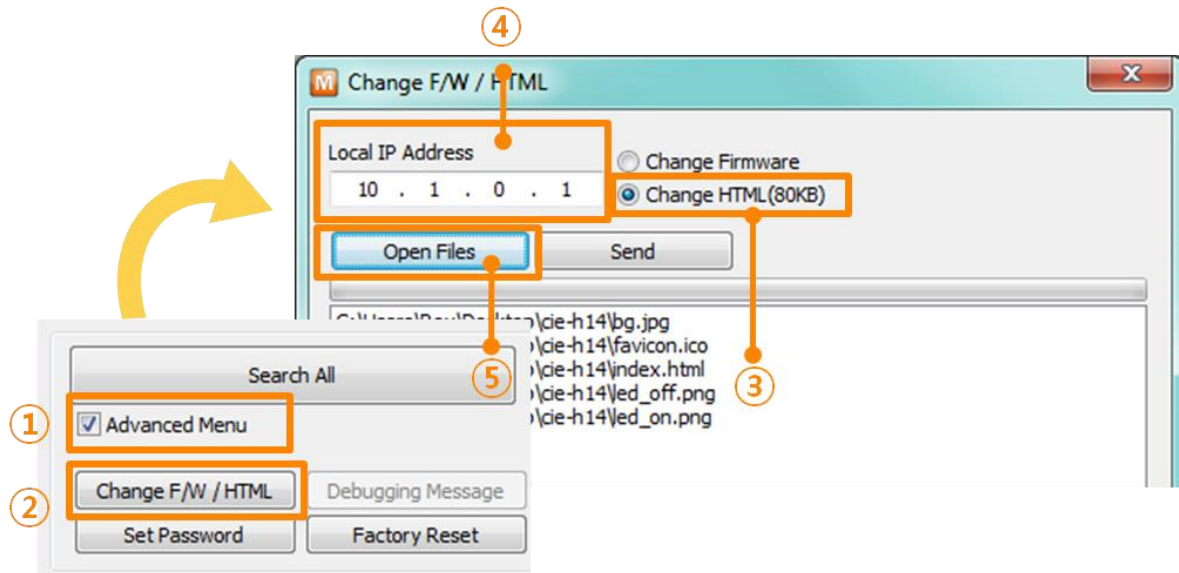 ④
M Change F/W / HTML
X
Local IP Address
10 . 1 . 0 . 1
Change Firmware
Change HTML(80KB)
Open Files
Send
\cie-h14\bg.jpg
\cie-h14\favicon.ico
\cie-h14\index.html
\cie-h14\led_off.png
\cie-h14\led_on.png
⑤
③
Search All
①
Advanced Menu
②
Change F/W / HTML
Debugging Message
Set Password
Factory Reset